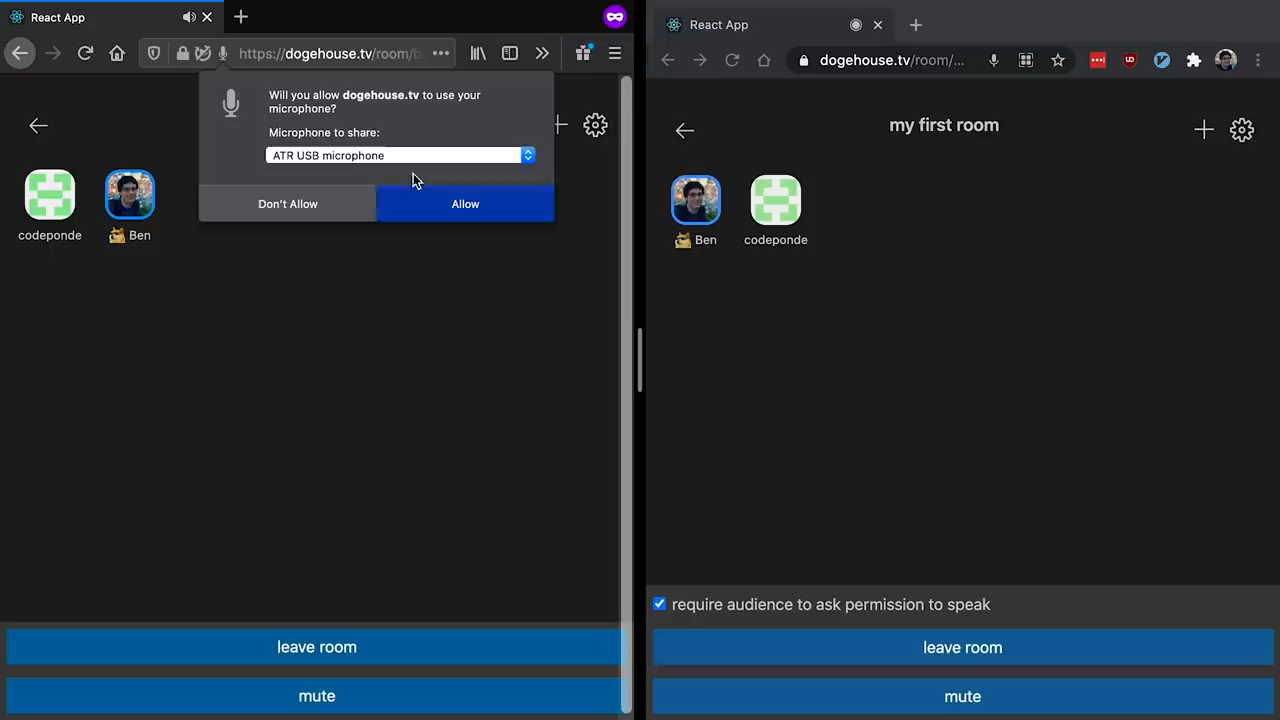 React App
https://dogehouse.tv/room/b
Will you allow dogehouse.tv to use your
microphone?
Microphone to share:
ATR USB microphone
Don't Allow
Allow
codeponde
Ben
leave room
mute
React App
dogehouse.tv/room/...
my first room
Ben
codeponde
require audience to ask permission to speak
leave room
mute